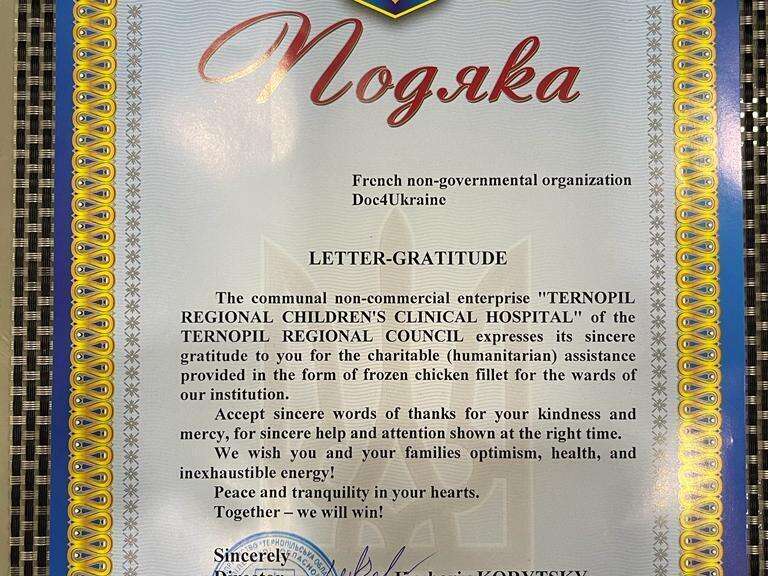 Подяка
French non-governmental organization
Doc4Ukraine
LETTER-GRATITUDE
The communal non-commercial enterprise "TERNOPIL
REGIONAL CHILDREN'S CLINICAL HOSPITAL" of the
TERNOPIL REGIONAL COUNCIL expresses its sincere
gratitude to you for the charitable (humanitarian) assistance
provided in the form of frozen chicken fillet for the wards of
our institution.
Accept sincere words of thanks for your kindness and
mercy, for sincere help and attention shown at the right time.
We wish you and your families optimism, health, and
inexhaustible energy!
Peace and tranquility in your hearts.
Together – we will win!
Sincerely
Director
KORYTSKY